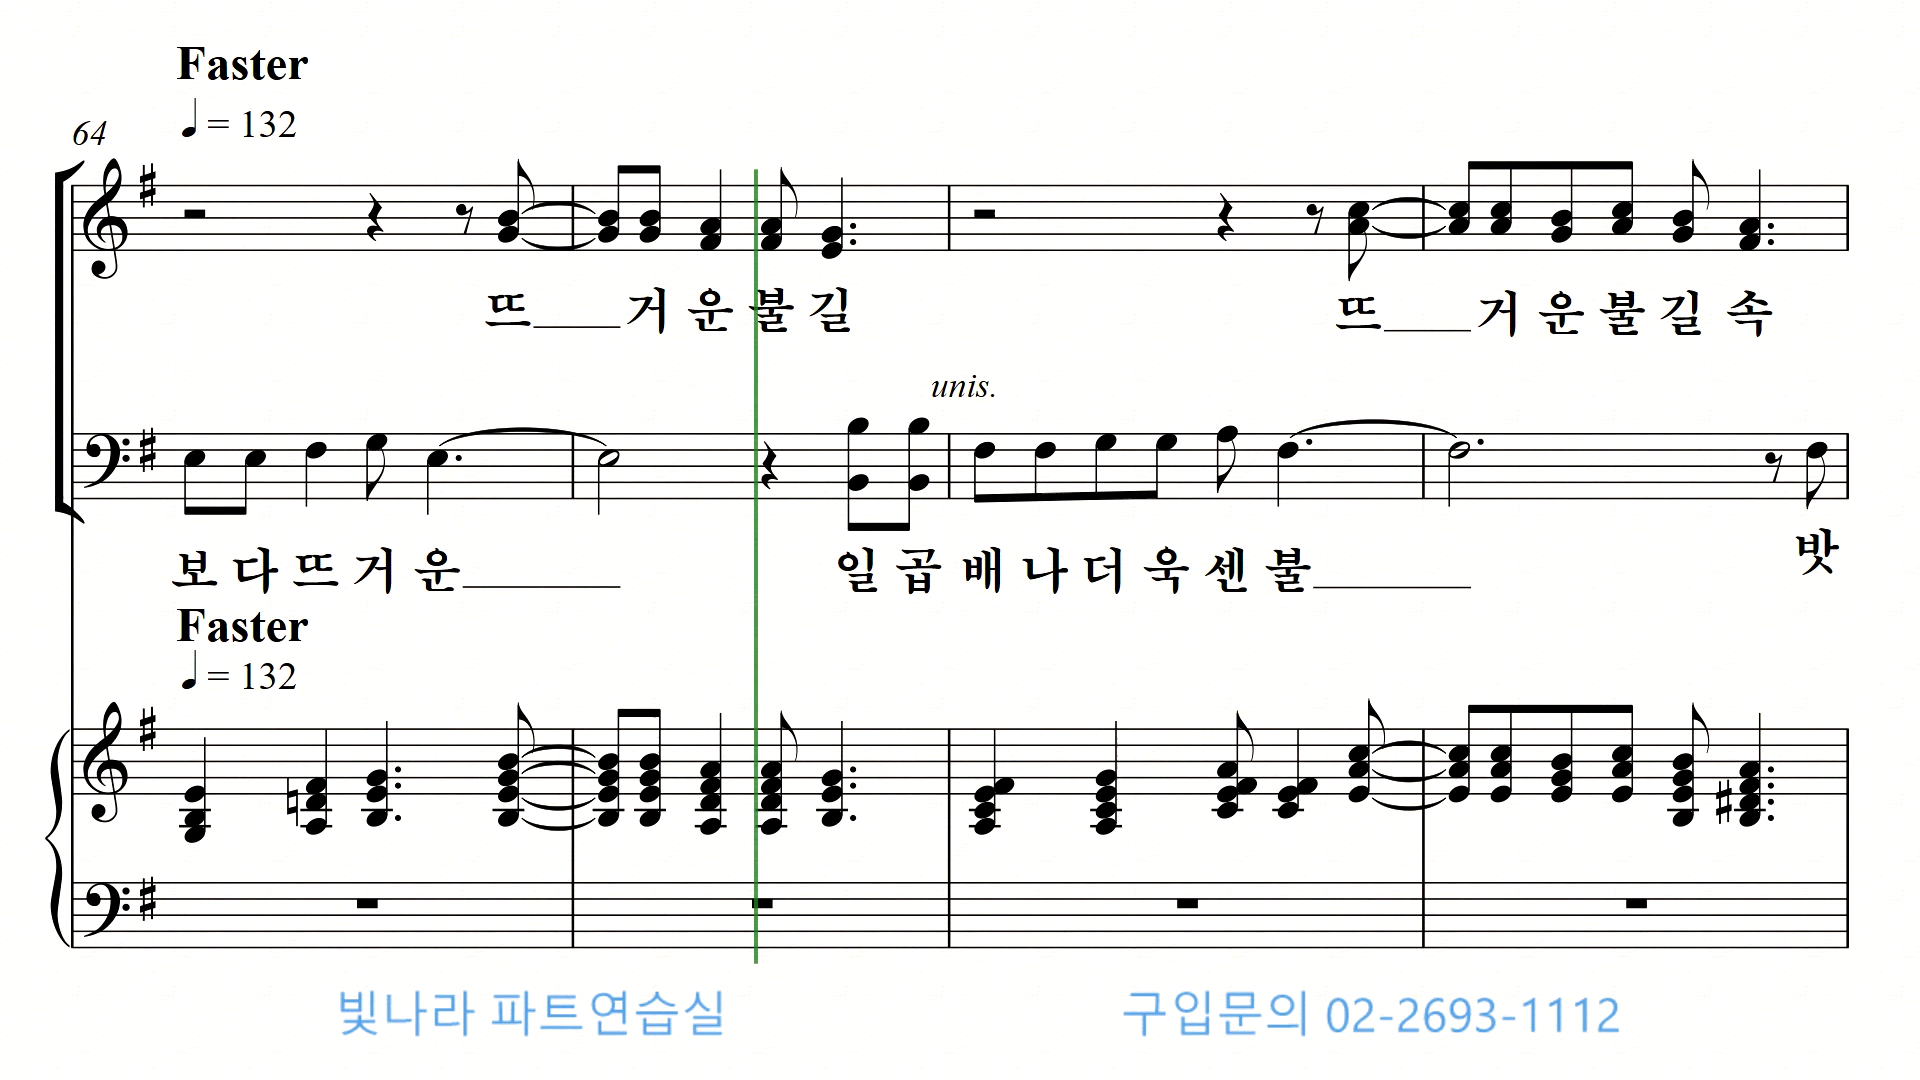 Faster
♩ = 132
64
뜨____거 운 불 길 뜨____거 운 불 길 속
unis.
보 다 뜨 거 운______ 일 곱 배 나 더 욱 센 불______ 밧
Faster
♩ = 132
빛나라 파트연습실 구입문의 02-2693-1112